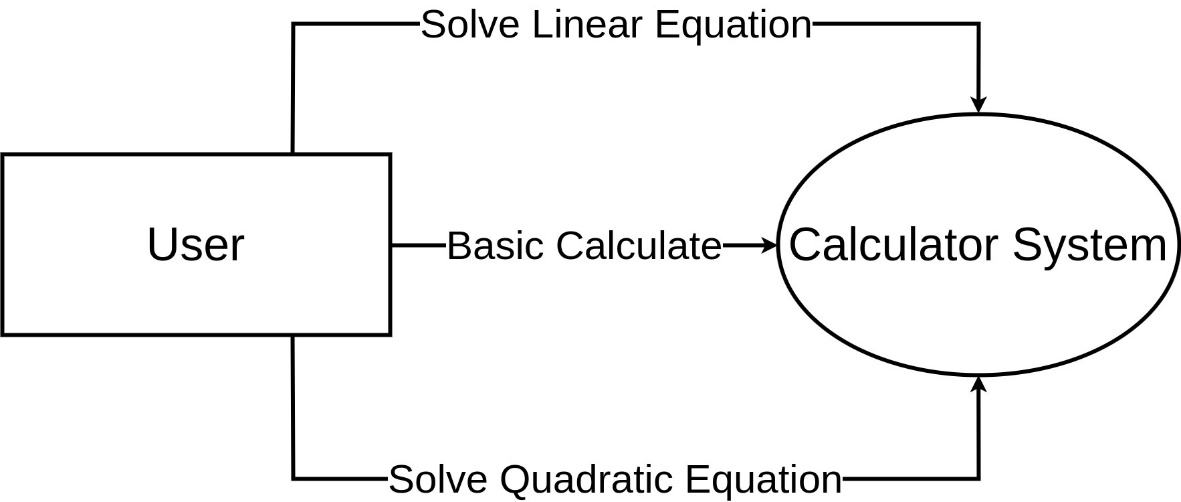 Solve Linear Equation
User
Basic Calculate
Calculator System
Solve Quadratic Equation